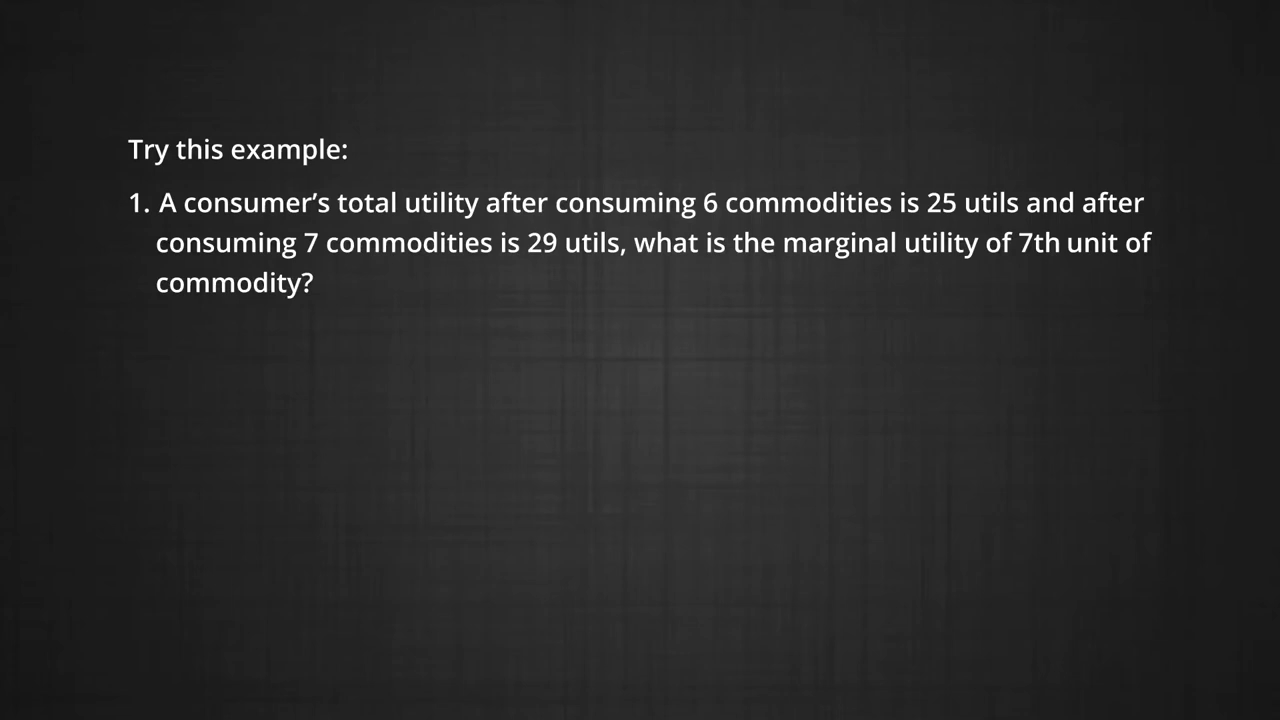 Try this example:
1. A consumer’s total utility after consuming 6 commodities is 25 utils and after
consuming 7 commodities is 29 utils, what is the marginal utility of 7th unit of
commodity?